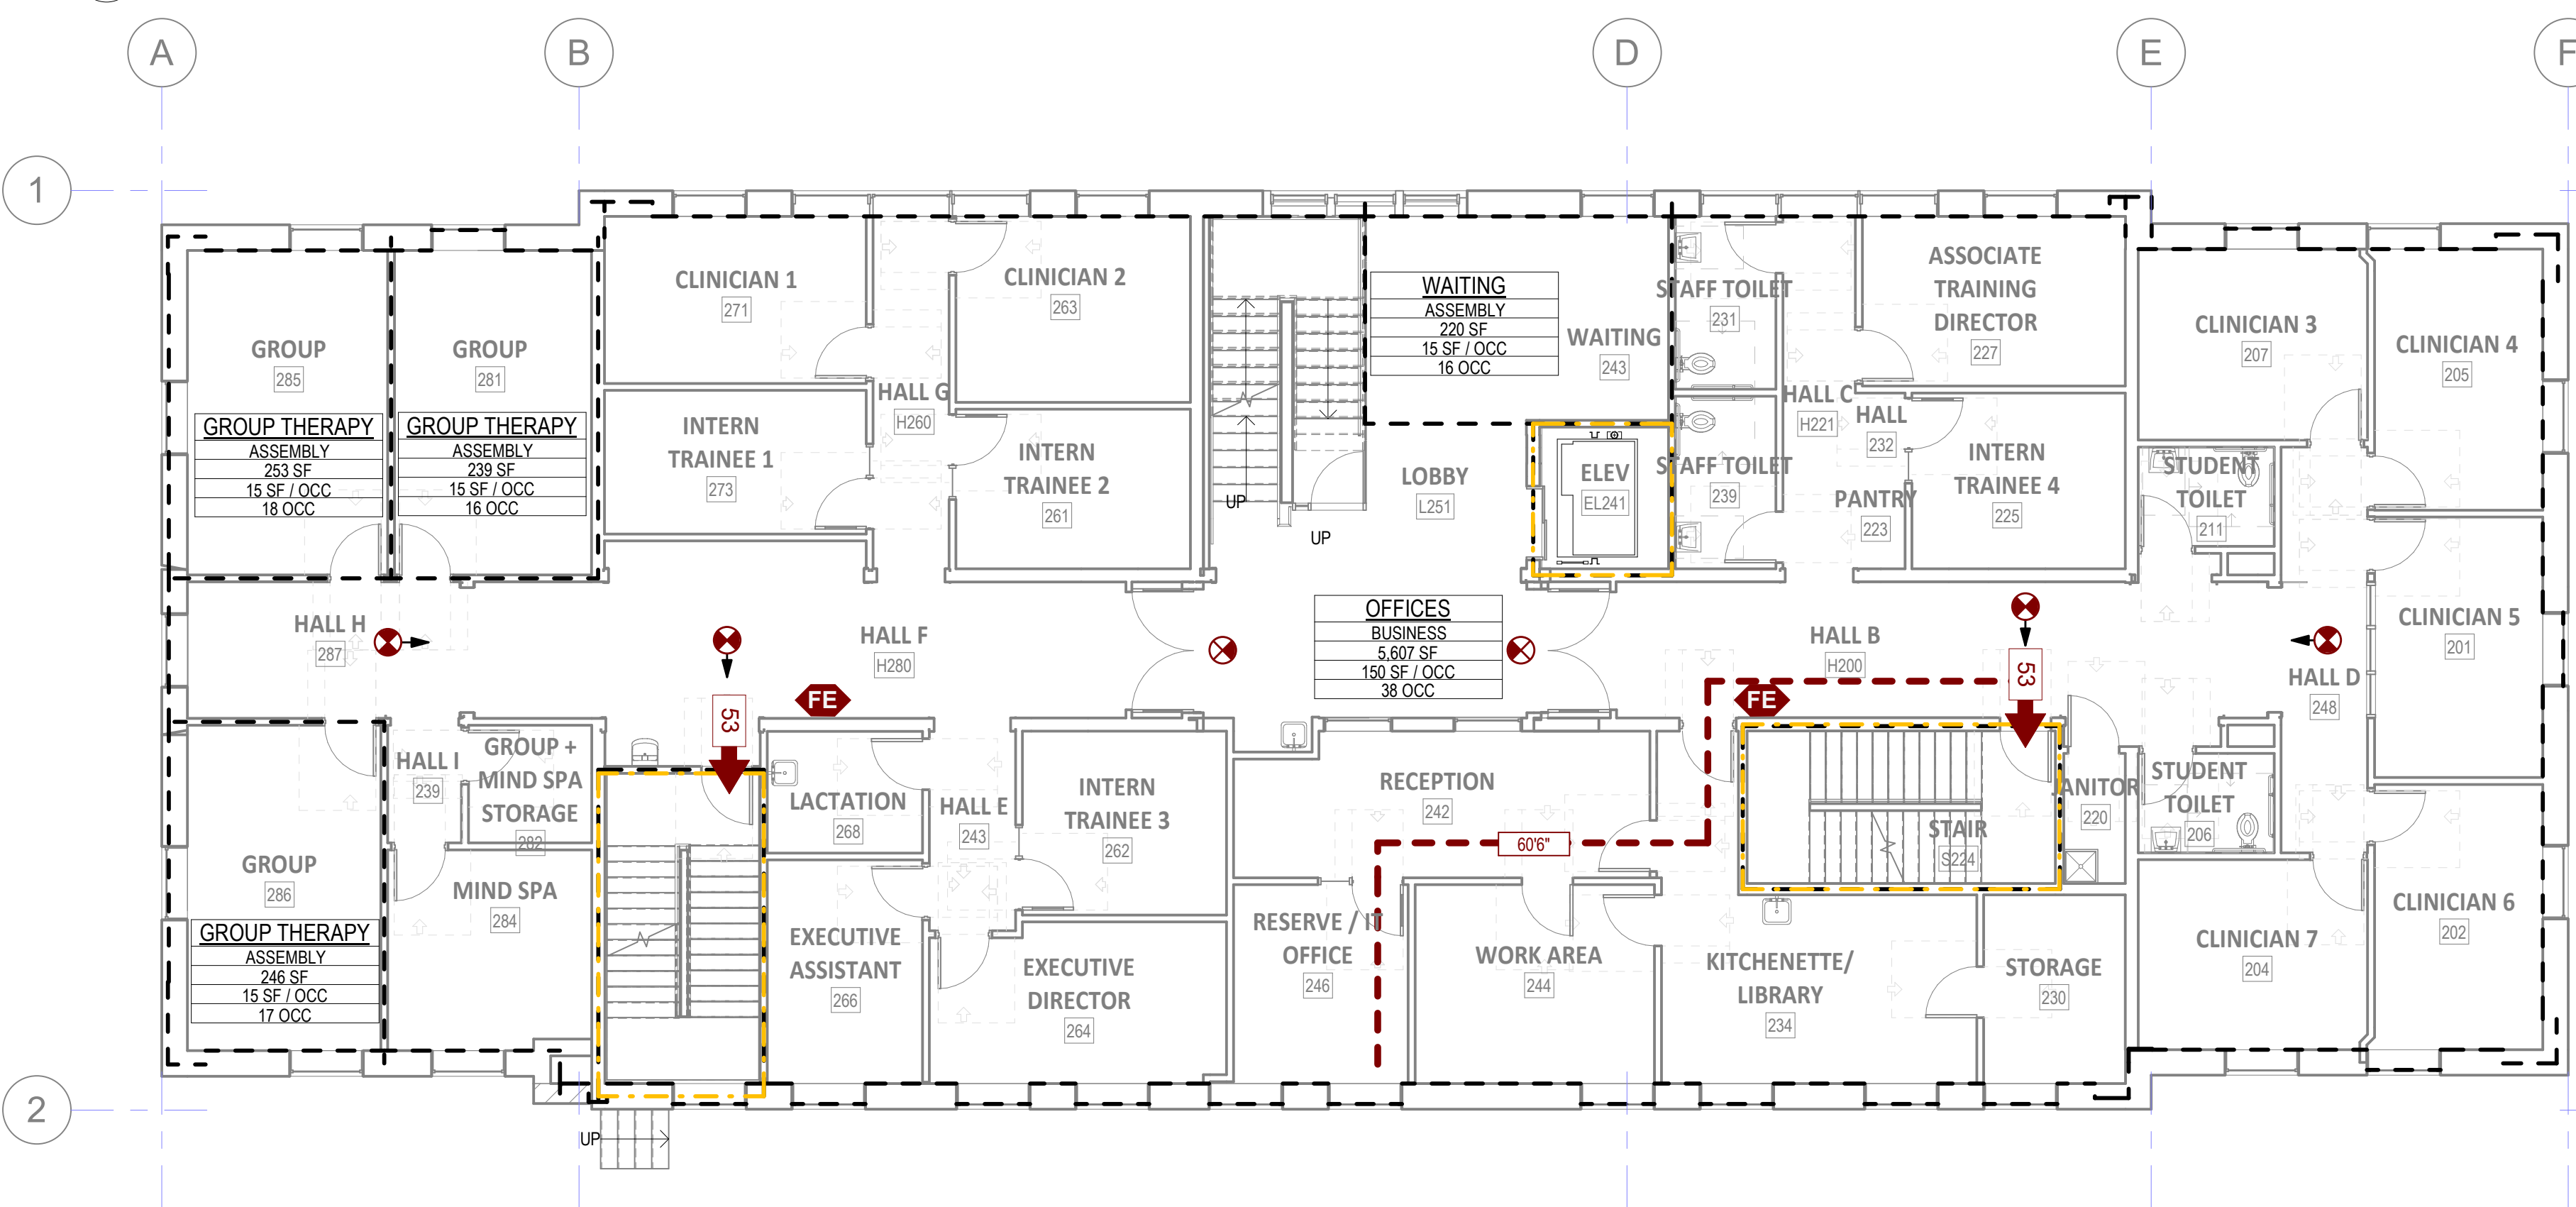 A
B
D
E
F
1
2
GROUP
285
GROUP THERAPY
ASSEMBLY
253 SF
15 SF / OCC
18 OCC
GROUP
281
GROUP THERAPY
ASSEMBLY
239 SF
15 SF / OCC
16 OCC
CLINICIAN 1
271
INTERN
TRAINEE 1
273
HALL G
H260
CLINICIAN 2
263
INTERN
TRAINEE 2
261
UP
UP
WAITING
ASSEMBLY
220 SF
15 SF / OCC
16 OCC
WAITING
243
LOBBY
L251
ELEV
EL241
STAFF TOILET
231
STAFF TOILET
239
HALL C
H221
HALL
232
PANTRY
223
ASSOCIATE
TRAINING
DIRECTOR
227
INTERN
TRAINEE 4
225
CLINICIAN 3
207
STUDENT
TOILET
211
CLINICIAN 4
205
CLINICIAN 5
201
HALL H
287
HALL F
H280
OFFICES
BUSINESS
5,607 SF
150 SF / OCC
38 OCC
HALL B
H200
HALL D
248
53
FE
FE
53
GROUP
286
GROUP THERAPY
ASSEMBLY
246 SF
15 SF / OCC
17 OCC
HALL I
239
GROUP +
MIND SPA
STORAGE
282
MIND SPA
284
LACTATION
268
HALL E
243
INTERN
TRAINEE 3
262
EXECUTIVE
ASSISTANT
266
EXECUTIVE
DIRECTOR
264
RECEPTION
242
60'6"
RESERVE / IT
OFFICE
246
WORK AREA
244
KITCHENETTE/
LIBRARY
234
STORAGE
230
STAIR
S224
JANITOR
220
STUDENT
TOILET
206
CLINICIAN 7
204
CLINICIAN 6
202
UP